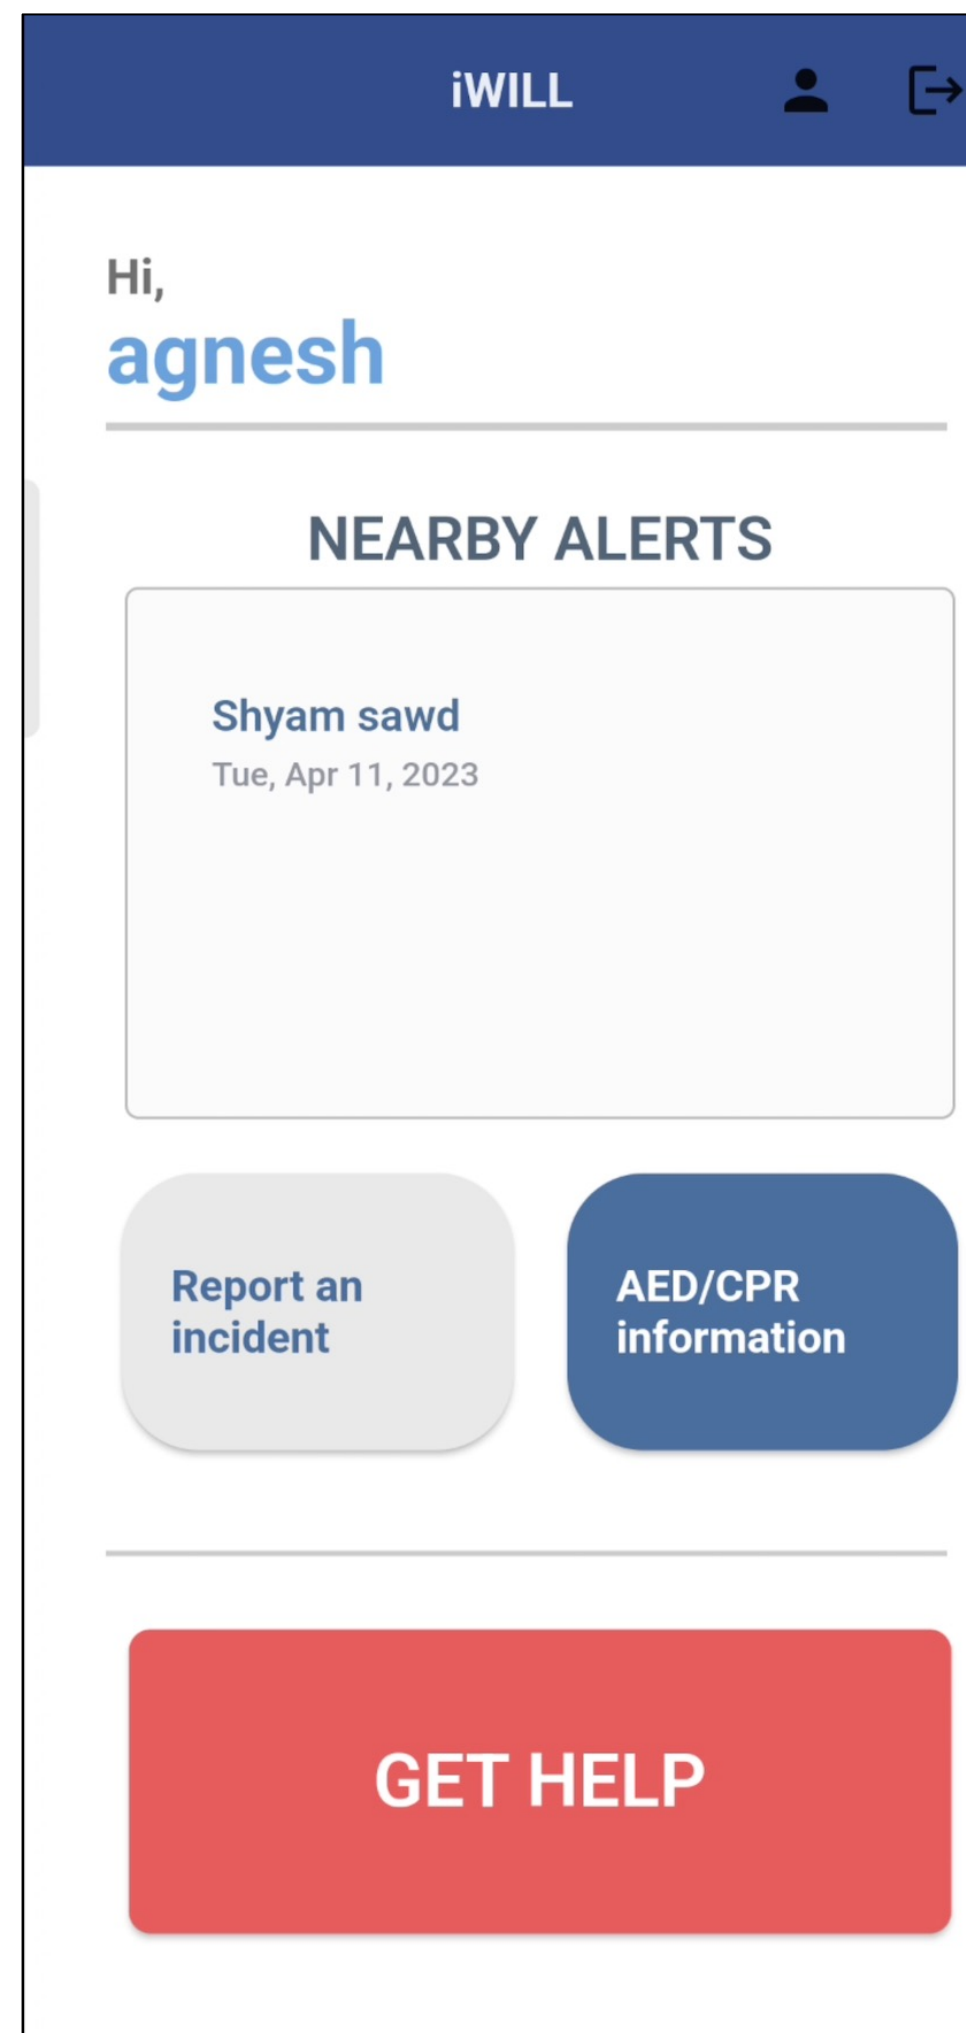 iWILL
Hi,
agnesh
NEARBY ALERTS
Shyam sawd
Tue, Apr 11, 2023
Report an
incident
AED/CPR
information
GET HELP